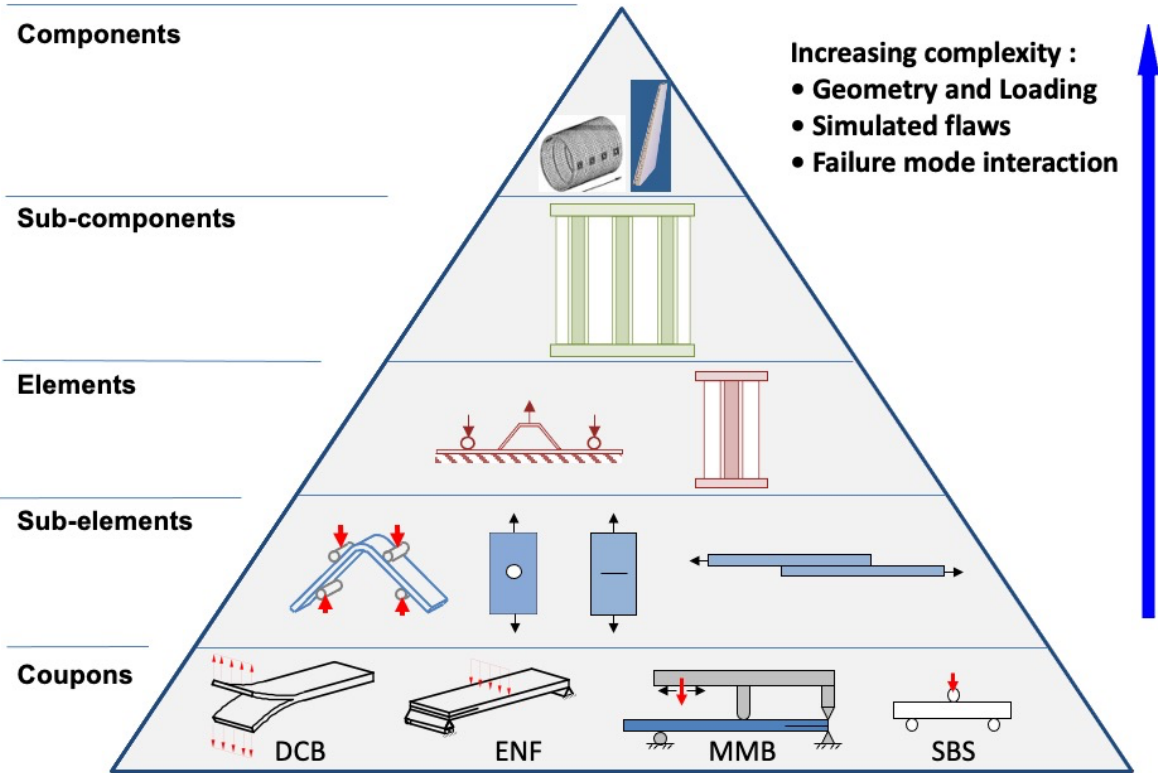 Components
Increasing complexity :
• Geometry and Loading
• Simulated flaws
• Failure mode interaction
Sub-components
Elements
Sub-elements
Coupons
DCB
ENF
MMB
SBS